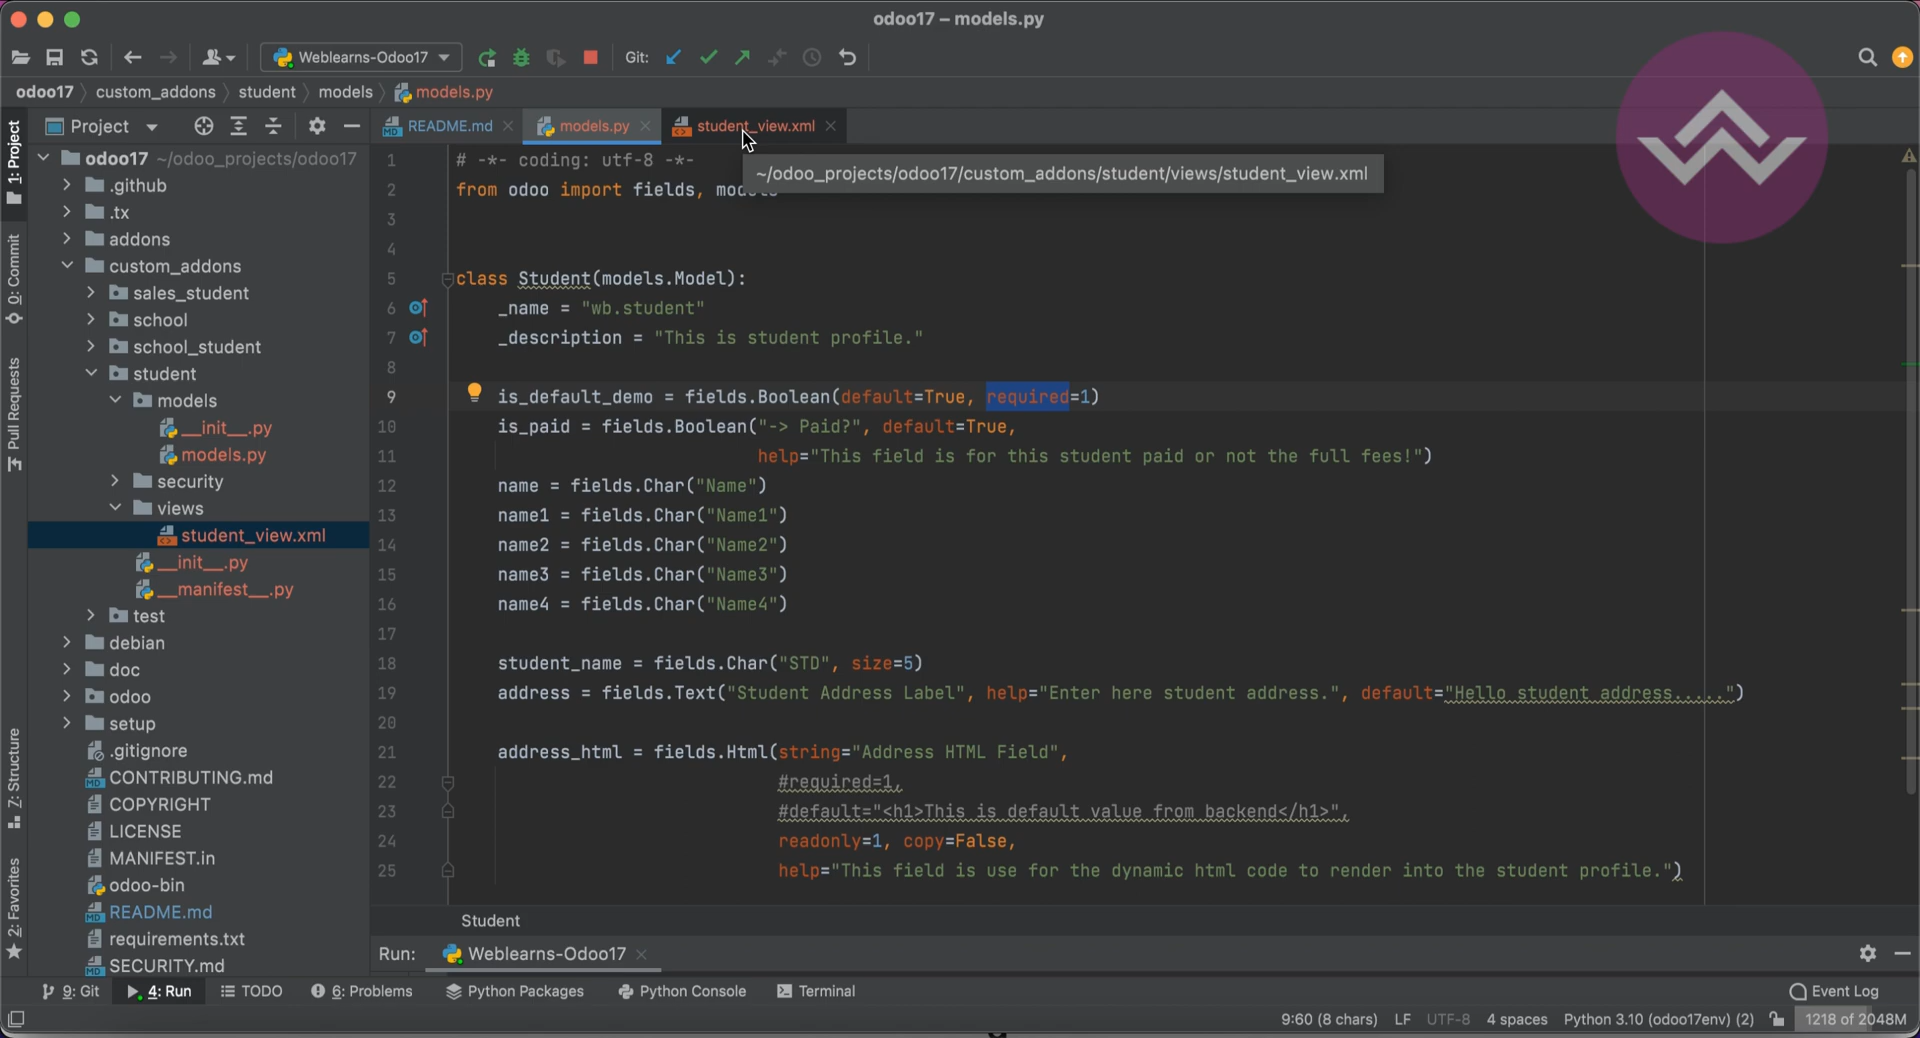 odoo17 – models.py
Weblearns-Odoo17
Git:
odoo17 〉 custom_addons 〉 student 〉 models 〉 models.py
Project
README.md
models.py
student_view.xml
~/odoo_projects/odoo17/custom_addons/student/views/student_view.xml
1: Project
0: Commit
Pull Requests
7: Structure
2: Favorites
odoo17 ~/odoo_projects/odoo17
.github
.tx
addons
custom_addons
sales_student
school
school_student
student
models
__init__.py
models.py
security
views
student_view.xml
__init__.py
__manifest__.py
test
debian
doc
odoo
setup
.gitignore
CONTRIBUTING.md
COPYRIGHT
LICENSE
MANIFEST.in
odoo-bin
README.md
requirements.txt
SECURITY.md
1 # -*- coding: utf-8 -*-
2 from odoo import fields, models
3
4
5 class Student(models.Model):
6 _name = "wb.student"
7 _description = "This is student profile."
8
9 is_default_demo = fields.Boolean(default=True, required=1)
10 is_paid = fields.Boolean("-> Paid?", default=True,
11 help="This field is for this student paid or not the full fees!")
12 name = fields.Char("Name")
13 name1 = fields.Char("Name1")
14 name2 = fields.Char("Name2")
15 name3 = fields.Char("Name3")
16 name4 = fields.Char("Name4")
17
18 student_name = fields.Char("STD", size=5)
19 address = fields.Text("Student Address Label", help="Enter here student address.", default="Hello student address.....")
20
21 address_html = fields.Html(string="Address HTML Field",
22 #required=1,
23 #default="<h1>This is default value from backend</h1>",
24 readonly=1, copy=False,
25 help="This field is use for the dynamic html code to render into the student profile.")
Student
Run: Weblearns-Odoo17
9: Git
4: Run
TODO
6: Problems
Python Packages
Python Console
Terminal
Event Log
9:60 (8 chars) LF UTF-8 4 spaces Python 3.10 (odoo17env) (2) 1218 of 2048M